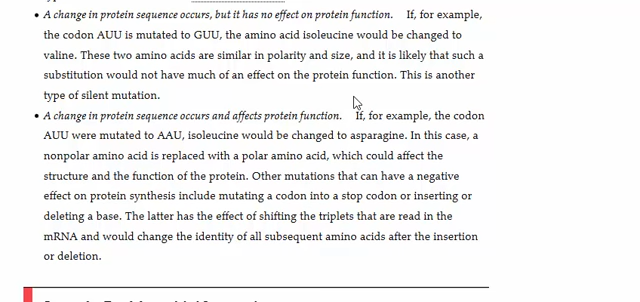 • A change in protein sequence occurs, but it has no effect on protein function. If, for example,
the codon AUU is mutated to GUU, the amino acid isoleucine would be changed to
valine. These two amino acids are similar in polarity and size, and it is likely that such a
substitution would not have much of an effect on the protein function. This is another
type of silent mutation.
• A change in protein sequence occurs and affects protein function. If, for example, the codon
AUU were mutated to AAU, isoleucine would be changed to asparagine. In this case, a
nonpolar amino acid is replaced with a polar amino acid, which could affect the
structure and the function of the protein. Other mutations that can have a negative
effect on protein synthesis include mutating a codon into a stop codon or inserting or
deleting a base. The latter has the effect of shifting the triplets that are read in the
mRNA and would change the identity of all subsequent amino acids after the insertion
or deletion.